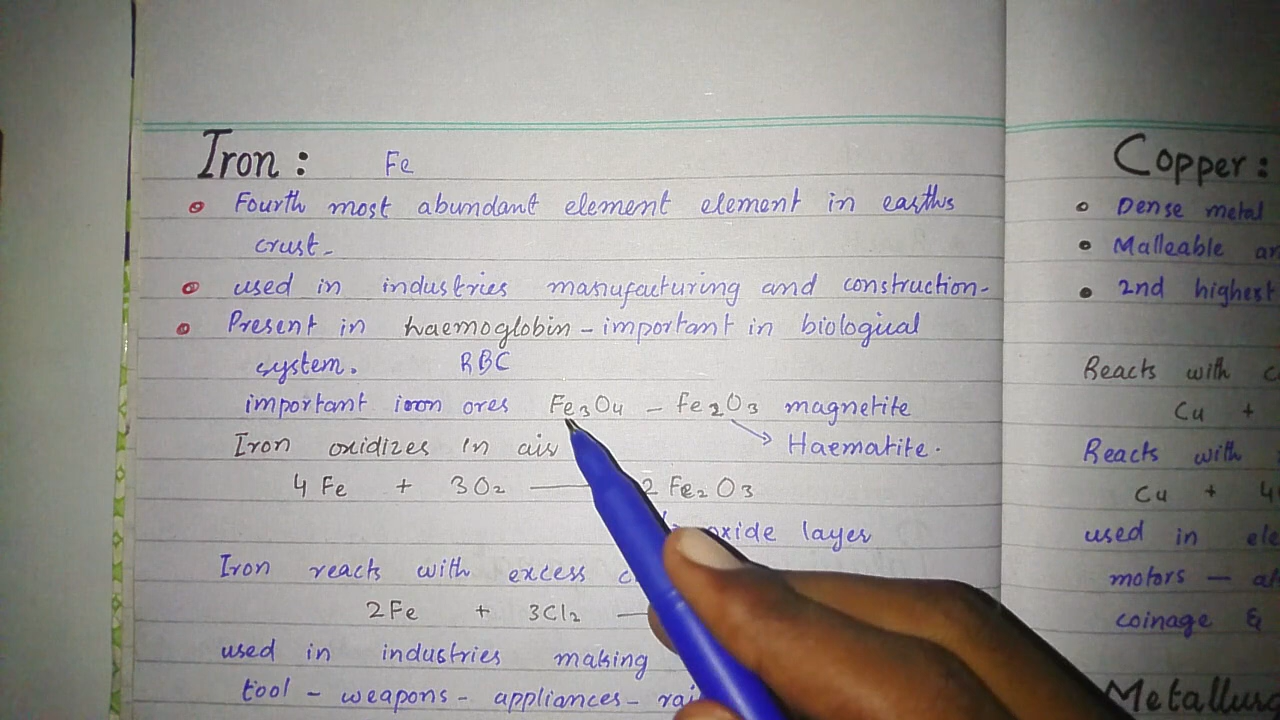 Iron: Fe
Fourth most abundant element element in earths
crust.
used in industries manufacturing and construction.
Present in haemoglobin - important in biological
system. RBC
important iron ores Fe3O4 - Fe2O3 magnetite
Haematite.
Iron oxidizes in air
4 Fe + 3O2 2 Fe2O3
oxide layer
Iron reacts with excess
2Fe + 3Cl2
used in industries making
tool - weapons - appliances -
Copper:
Dense metal
Malleable
2nd highest
Reacts with
Cu +
Reacts with
Cu + 4
used in
motors -
coinage &